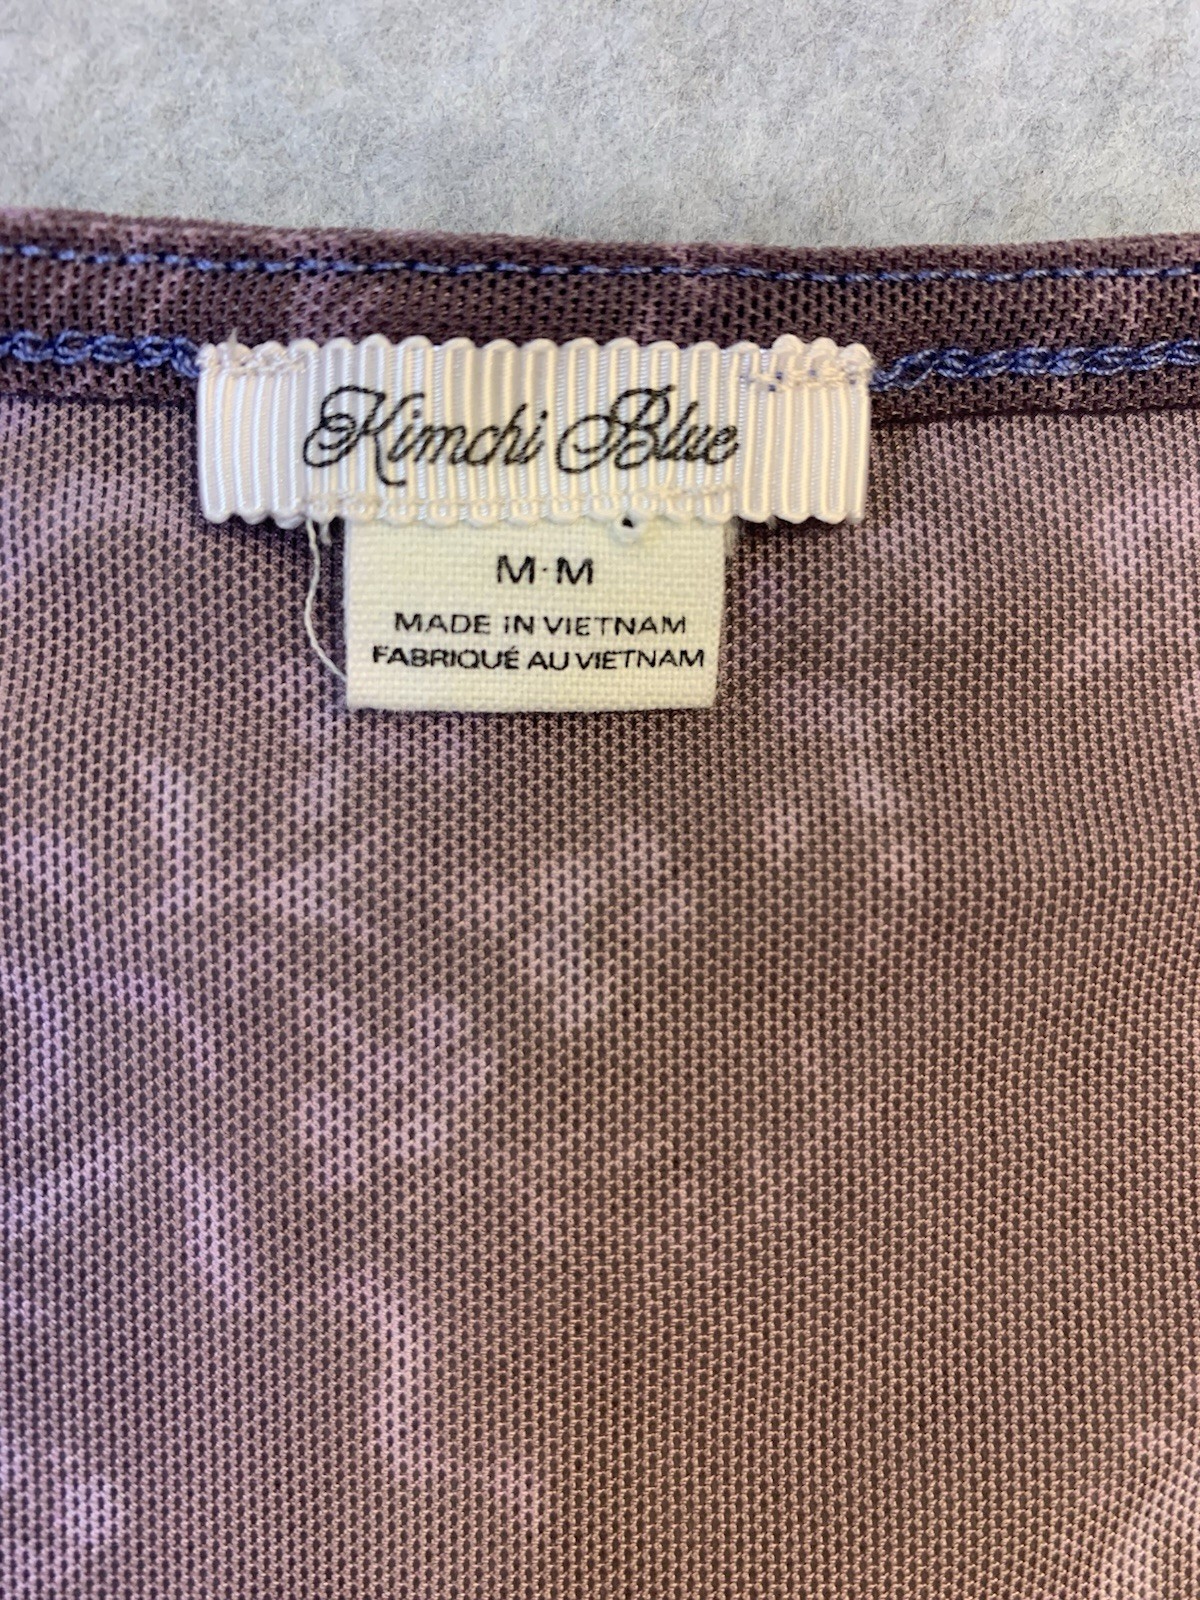 Kimchi Blue
M·M
MADE IN VIETNAM
FABRIQUÉ AU VIETNAM